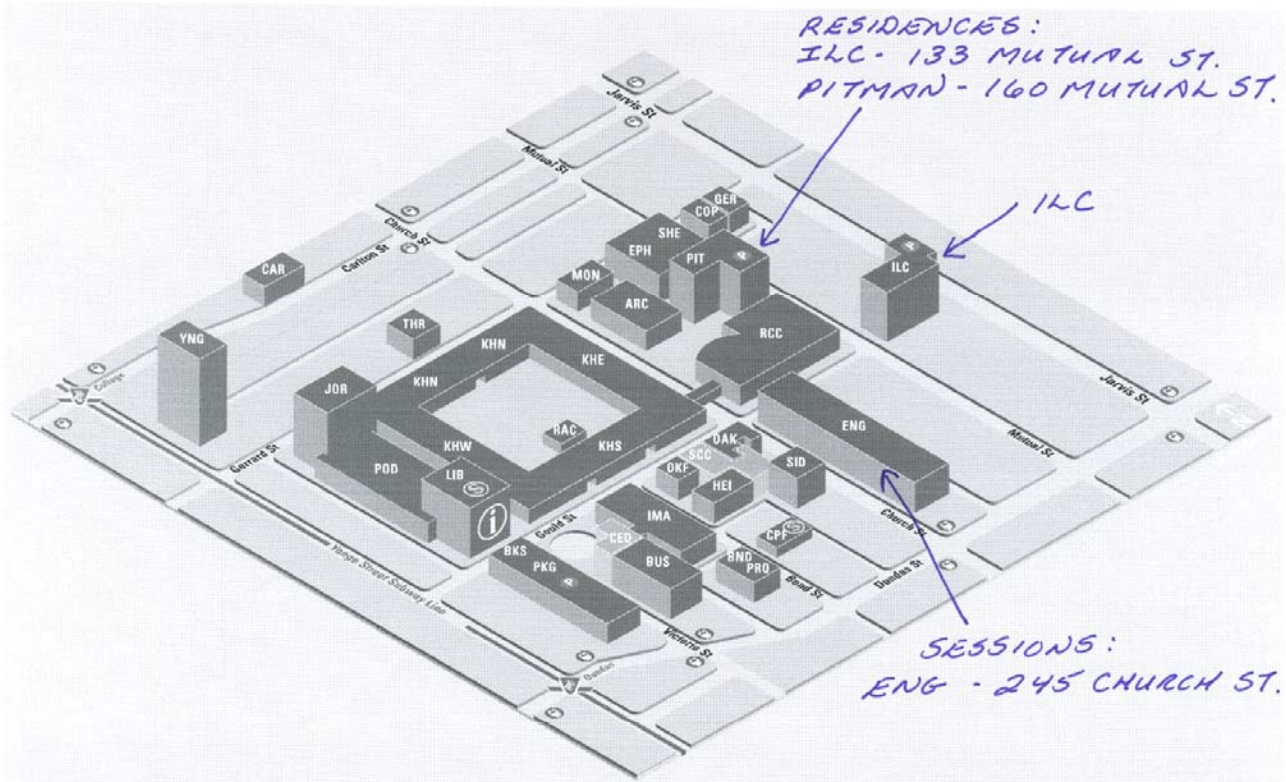 RESIDENCES:
ILC - 133 MUTUAL ST.
PITMAN - 160 MUTUAL ST.
Jarvis St
Mutual St
Church St
Carlton St
CAR
YNG
College
GER
COP
SHE
EPH
PIT
P
MON
ARC
ILC
P
ILC
THR
KHN
KHE
RCC
JOR
KHN
RAC
KHW
KHS
Gerrard St
POD
LIB
i
Jarvis St
Mutual St
ENG
OAK
SCC
SID
OKF
HEI
Church St
Gould St
IMA
CED
CPF
BKS
PKG
P
BUS
BND
PRO
Bond St
Dundas St
Yonge Street Subway Line
Victoria St
Dundas
SESSIONS:
ENG - 245 CHURCH ST.